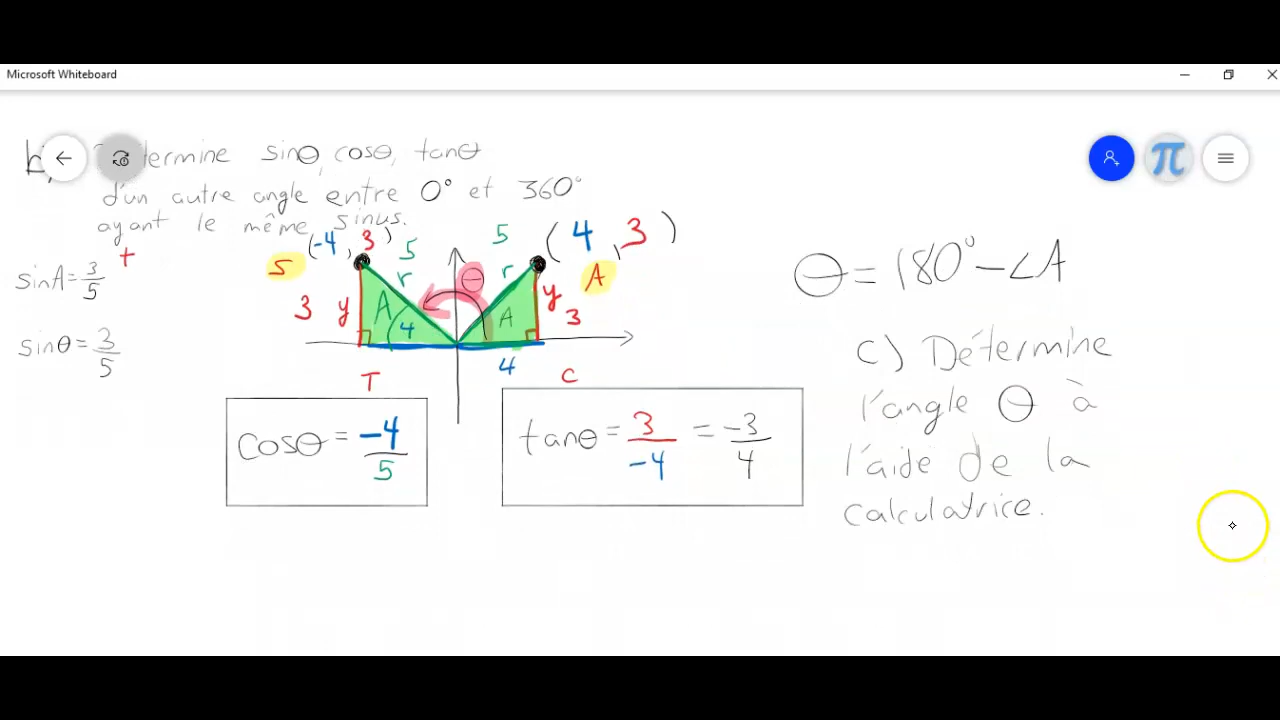 Microsoft Whiteboard
b) termine sinθ, cosθ, tanθ
d'un autre angle entre 0° et 360°
ayant le même sinus.
sinA = 3/5
+
sinθ = 3/5
S
(-4, 3)
5
r
3 y
A
4
T
θ
5
r
(4, 3)
A
y
3
A
4
C
cosθ = -4/5
tanθ = 3/-4 = -3/4
θ = 180° - ∠A
c) Détermine
l'angle θ à
l'aide de la
calculatrice.
π